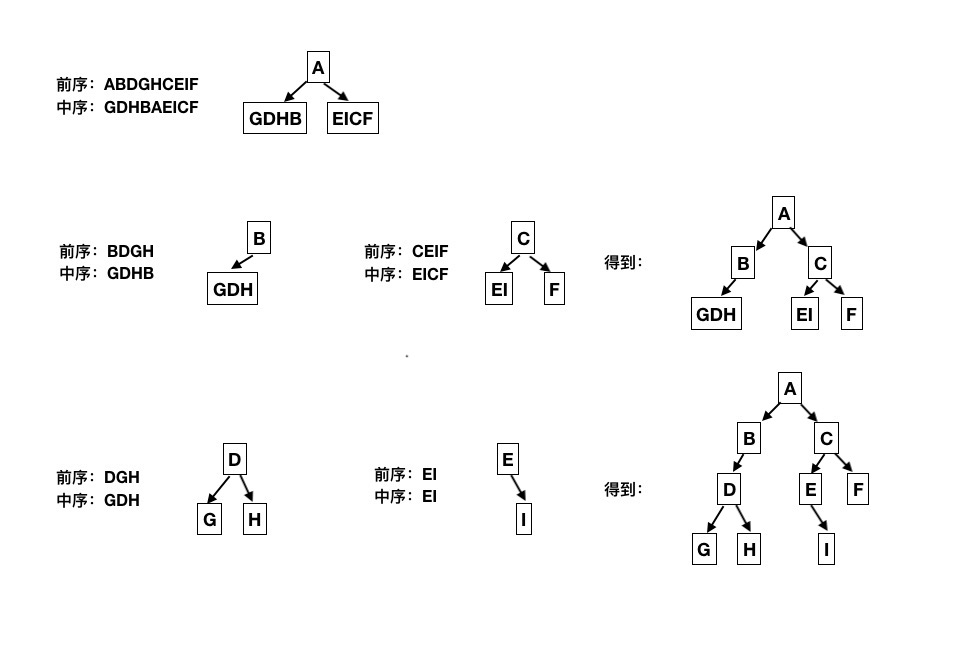 前序：ABDGHCEIF
中序：GDHBAEICF
A
GDHB
EICF
前序：BDGH
中序：GDHB
B
GDH
前序：CEIF
中序：EICF
C
EI
F
得到：
A
B
C
GDH
EI
F
前序：DGH
中序：GDH
D
G
H
前序：EI
中序：EI
E
I
得到：
A
B
C
D
E
F
G
H
I